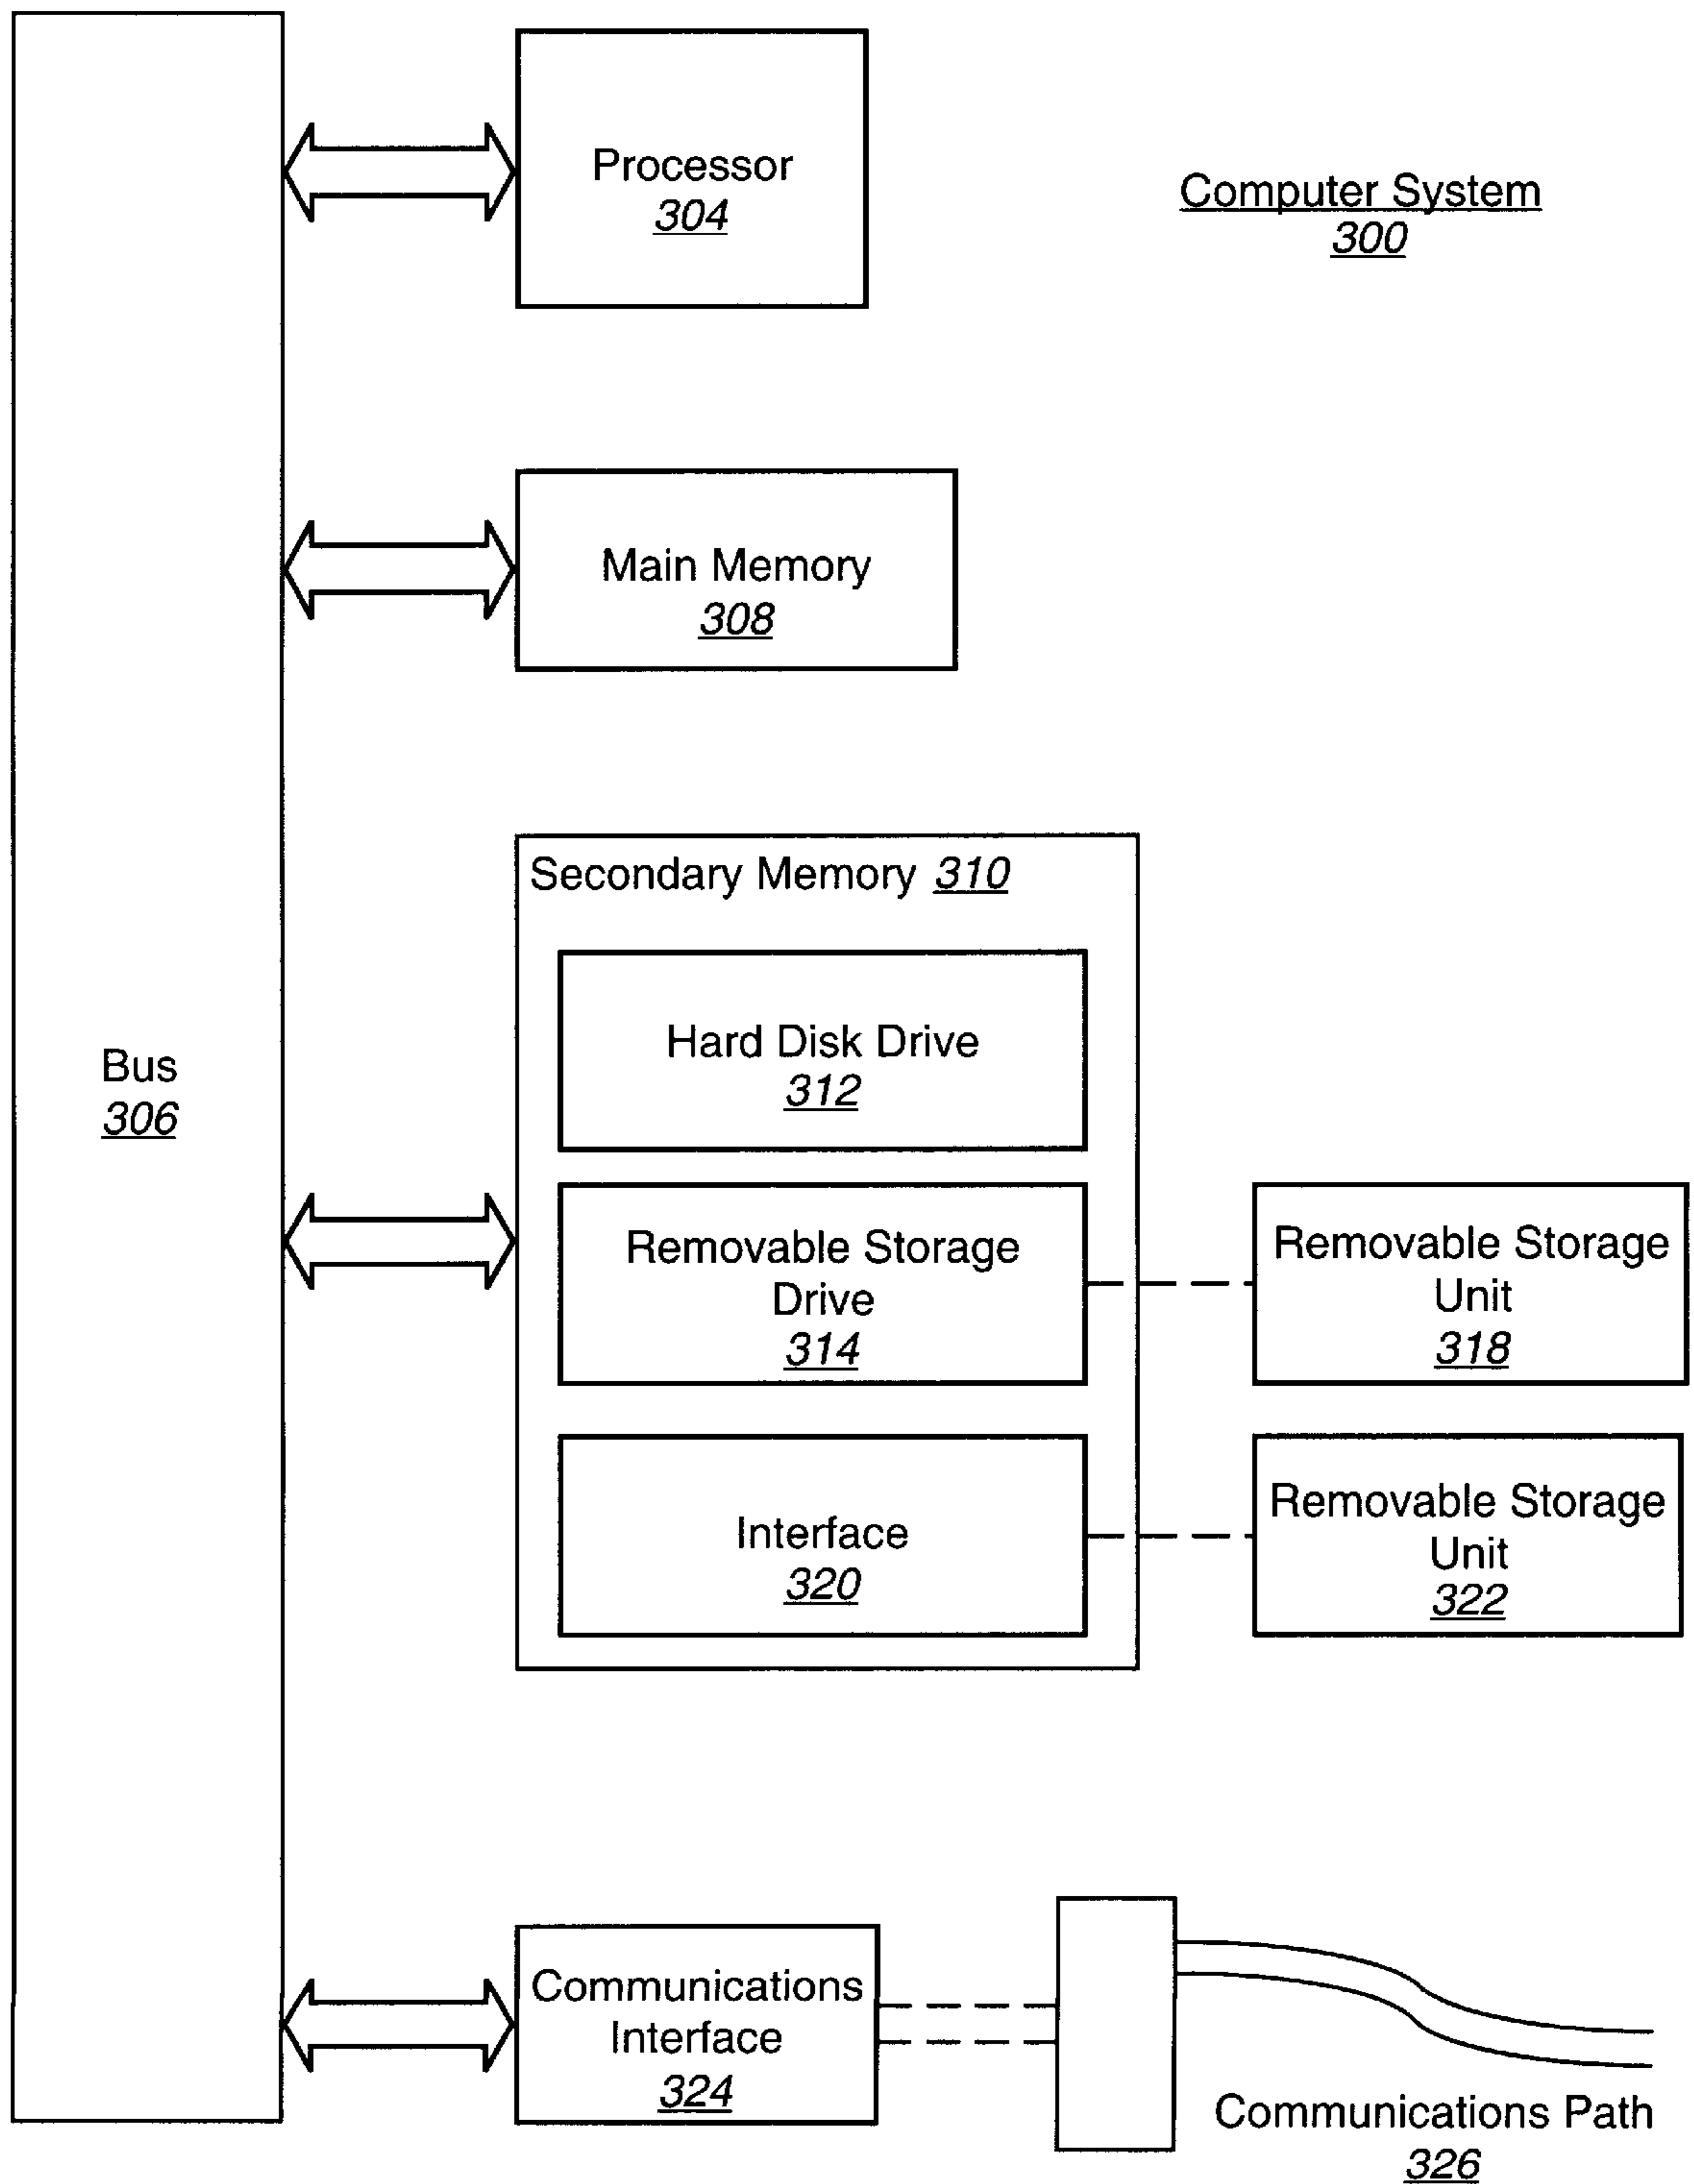 Processor
304
Computer System
300
Main Memory
308
Secondary Memory 310
Hard Disk Drive
312
Bus
306
Removable Storage
Drive
314
Removable Storage
Unit
318
Interface
320
Removable Storage
Unit
322
Communications
Interface
324
Communications Path
326